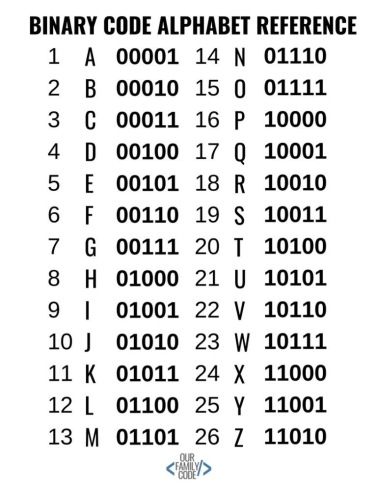 BINARY CODE ALPHABET REFERENCE
1 A 00001 14 N 01110
2 B 00010 15 O 01111
3 C 00011 16 P 10000
4 D 00100 17 Q 10001
5 E 00101 18 R 10010
6 F 00110 19 S 10011
7 G 00111 20 T 10100
8 H 01000 21 U 10101
9 I 01001 22 V 10110
10 J 01010 23 W 10111
11 K 01011 24 X 11000
12 L 01100 25 Y 11001
13 M 01101 26 Z 11010
OUR
<FAMILY/>
CODE